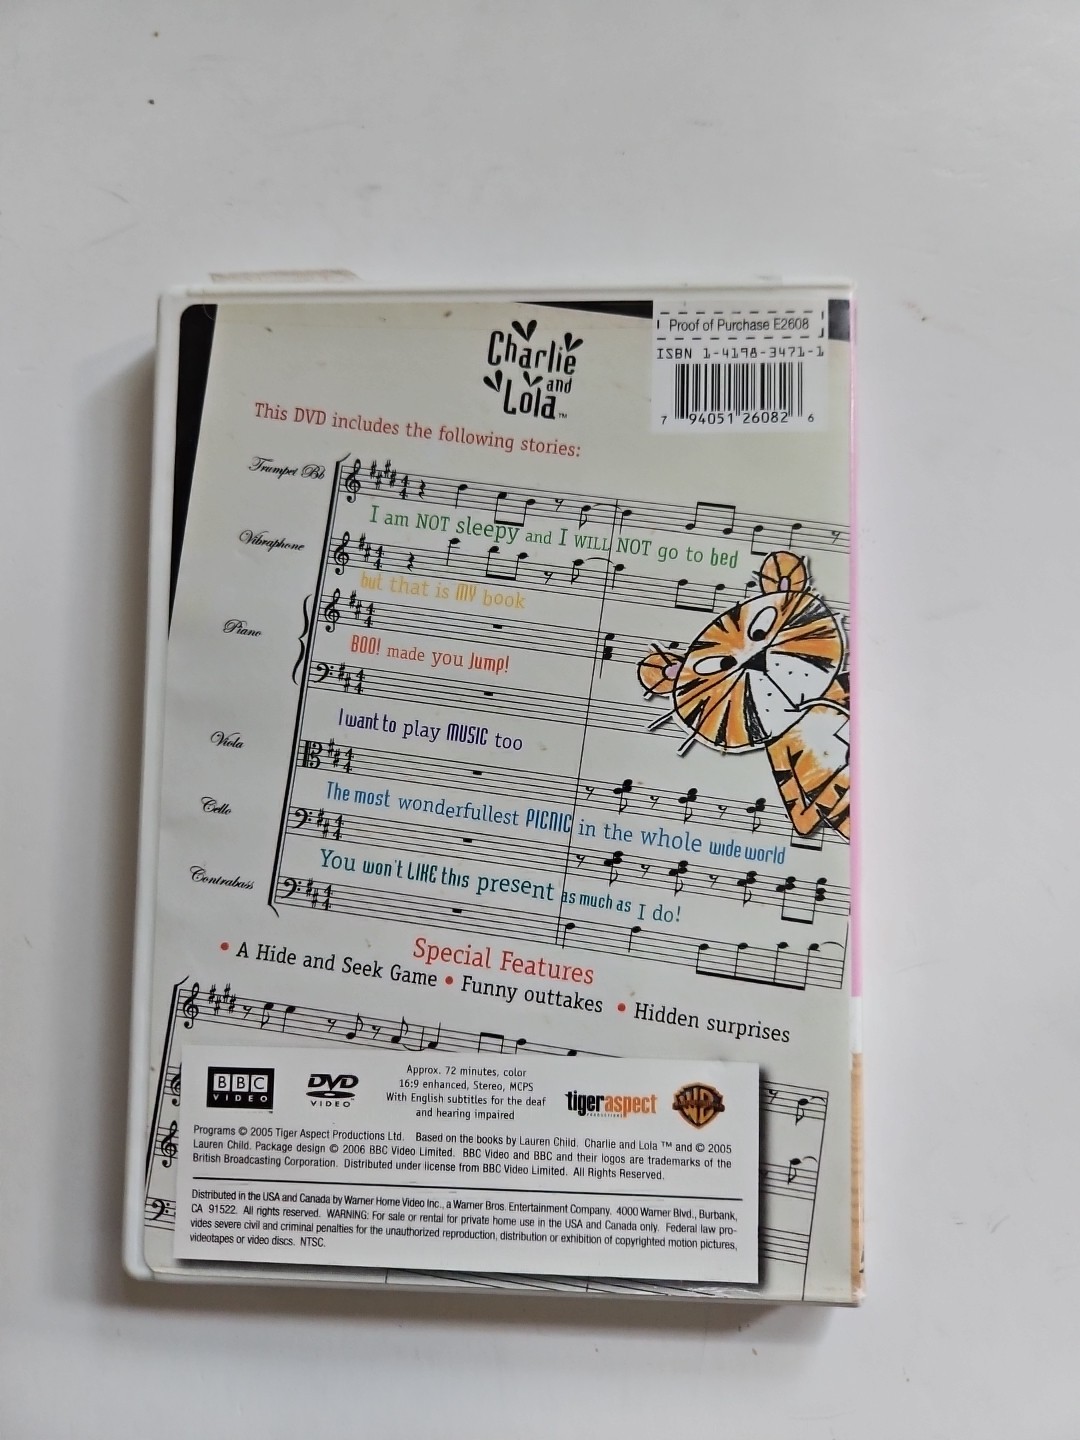 Proof of Purchase E2608
ISBN 1-4198-3471-1
7 94051 26082 6
Charlie
and
Lola™
This DVD includes the following stories:
Trumpet Bb
I am NOT sleepy and I WILL NOT go to bed
Vibraphone
but that is MY book
Piano
BOO! made you Jump!
Viola
I want to play MUSIC too
Cello
The most wonderfullest PICNIC in the whole wide world
Contrabass
You won't LIKE this present as much as I do!
Special Features
• A Hide and Seek Game • Funny outtakes • Hidden surprises
BBC
VIDEO
DVD
VIDEO™
Approx. 72 minutes, color
16:9 enhanced, Stereo, MCPS
With English subtitles for the deaf
and hearing impaired
tigeraspect
PRODUCTIONS
WB
Programs © 2005 Tiger Aspect Productions Ltd. Based on the books by Lauren Child. Charlie and Lola ™ and © 2005
Lauren Child. Package design © 2006 BBC Video Limited. BBC Video and BBC and their logos are trademarks of the
British Broadcasting Corporation. Distributed under license from BBC Video Limited. All Rights Reserved.
Distributed in the USA and Canada by Warner Home Video Inc., a Warner Bros. Entertainment Company. 4000 Warner Blvd., Burbank,
CA 91522. All rights reserved. WARNING: For sale or rental for private home use in the USA and Canada only. Federal law pro-
vides severe civil and criminal penalties for the unauthorized reproduction, distribution or exhibition of copyrighted motion pictures,
videotapes or video discs. NTSC.